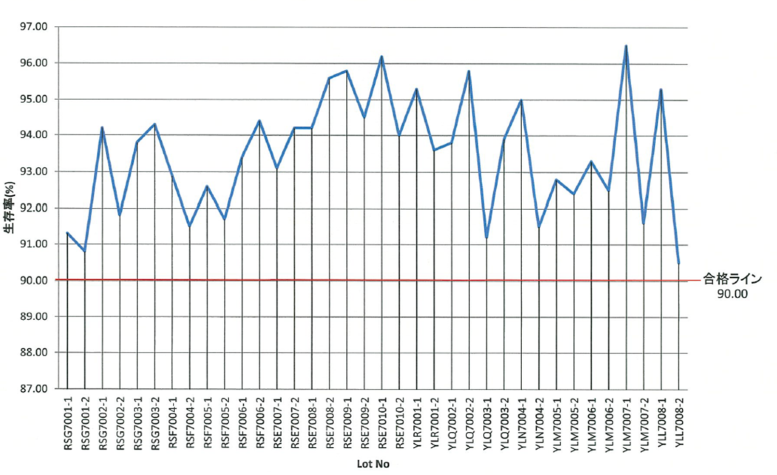 97.00
96.00
95.00
94.00
93.00
92.00
91.00
90.00
89.00
88.00
87.00
生存率(%)
合格ライン
90.00
RSG7001-1
RSG7001-2
RSG7002-1
RSG7002-2
RSG7003-1
RSG7003-2
RSF7004-1
RSF7004-2
RSF7005-1
RSF7005-2
RSF7006-1
RSF7006-2
RSE7007-1
RSE7007-2
RSE7008-1
RSE7008-2
RSE7009-1
RSE7009-2
RSE7010-1
RSE7010-2
YLR7001-1
YLR7001-2
YLQ7002-1
YLQ7002-2
YLQ7003-1
YLQ7003-2
YLN7004-1
YLN7004-2
YLM7005-1
YLM7005-2
YLM7006-1
YLM7006-2
YLM7007-1
YLM7007-2
YLL7008-1
YLL7008-2
Lot No